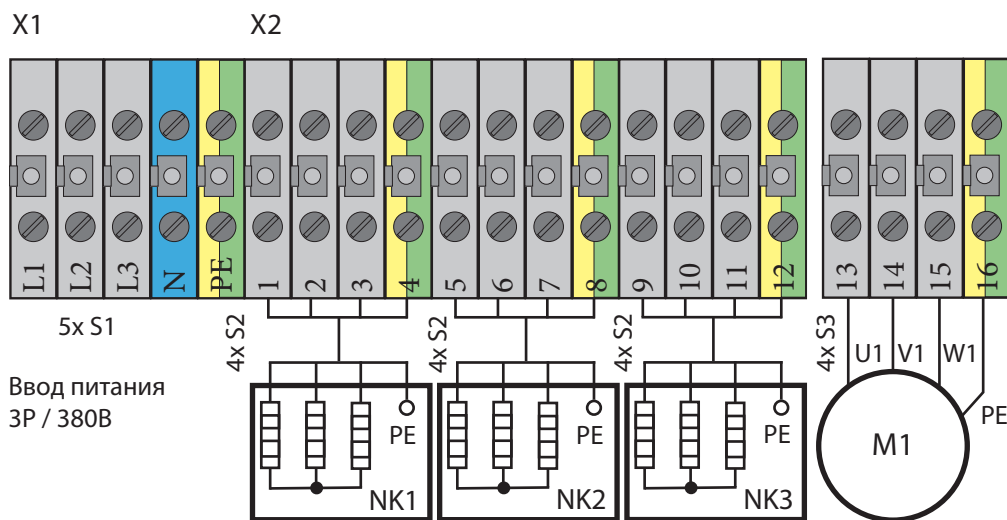 X1 X2
L1 L2 L3 N PE 1 2 3 4 5 6 7 8 9 10 11 12 13 14 15 16
5x S1 4x S2 4x S2 4x S2 4x S3 U1 V1 W1
Ввод питания
3P / 380В
PE PE PE PE
M1
NK1 NK2 NK3